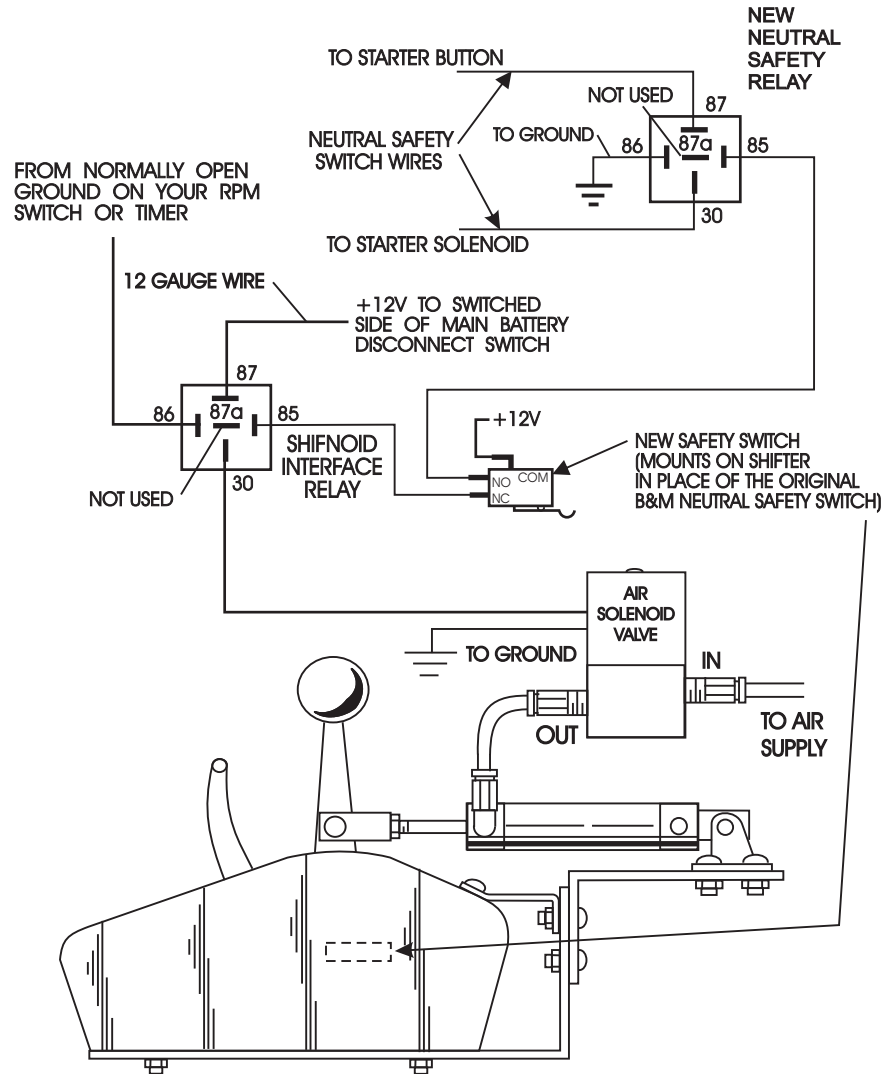 NEW
NEUTRAL
SAFETY
RELAY
TO STARTER BUTTON
NOT USED
87
NEUTRAL SAFETY
SWITCH WIRES
TO GROUND
86
87a
85
30
TO STARTER SOLENOID
FROM NORMALLY OPEN
GROUND ON YOUR RPM
SWITCH OR TIMER
12 GAUGE WIRE
+12V TO SWITCHED
SIDE OF MAIN BATTERY
DISCONNECT SWITCH
87
86
87a
85
30
NOT USED
SHIFNOID
INTERFACE
RELAY
+12V
NO
COM
NC
NEW SAFETY SWITCH
(MOUNTS ON SHIFTER
IN PLACE OF THE ORIGINAL
B&M NEUTRAL SAFETY SWITCH)
AIR
SOLENOID
VALVE
TO GROUND
IN
OUT
TO AIR
SUPPLY